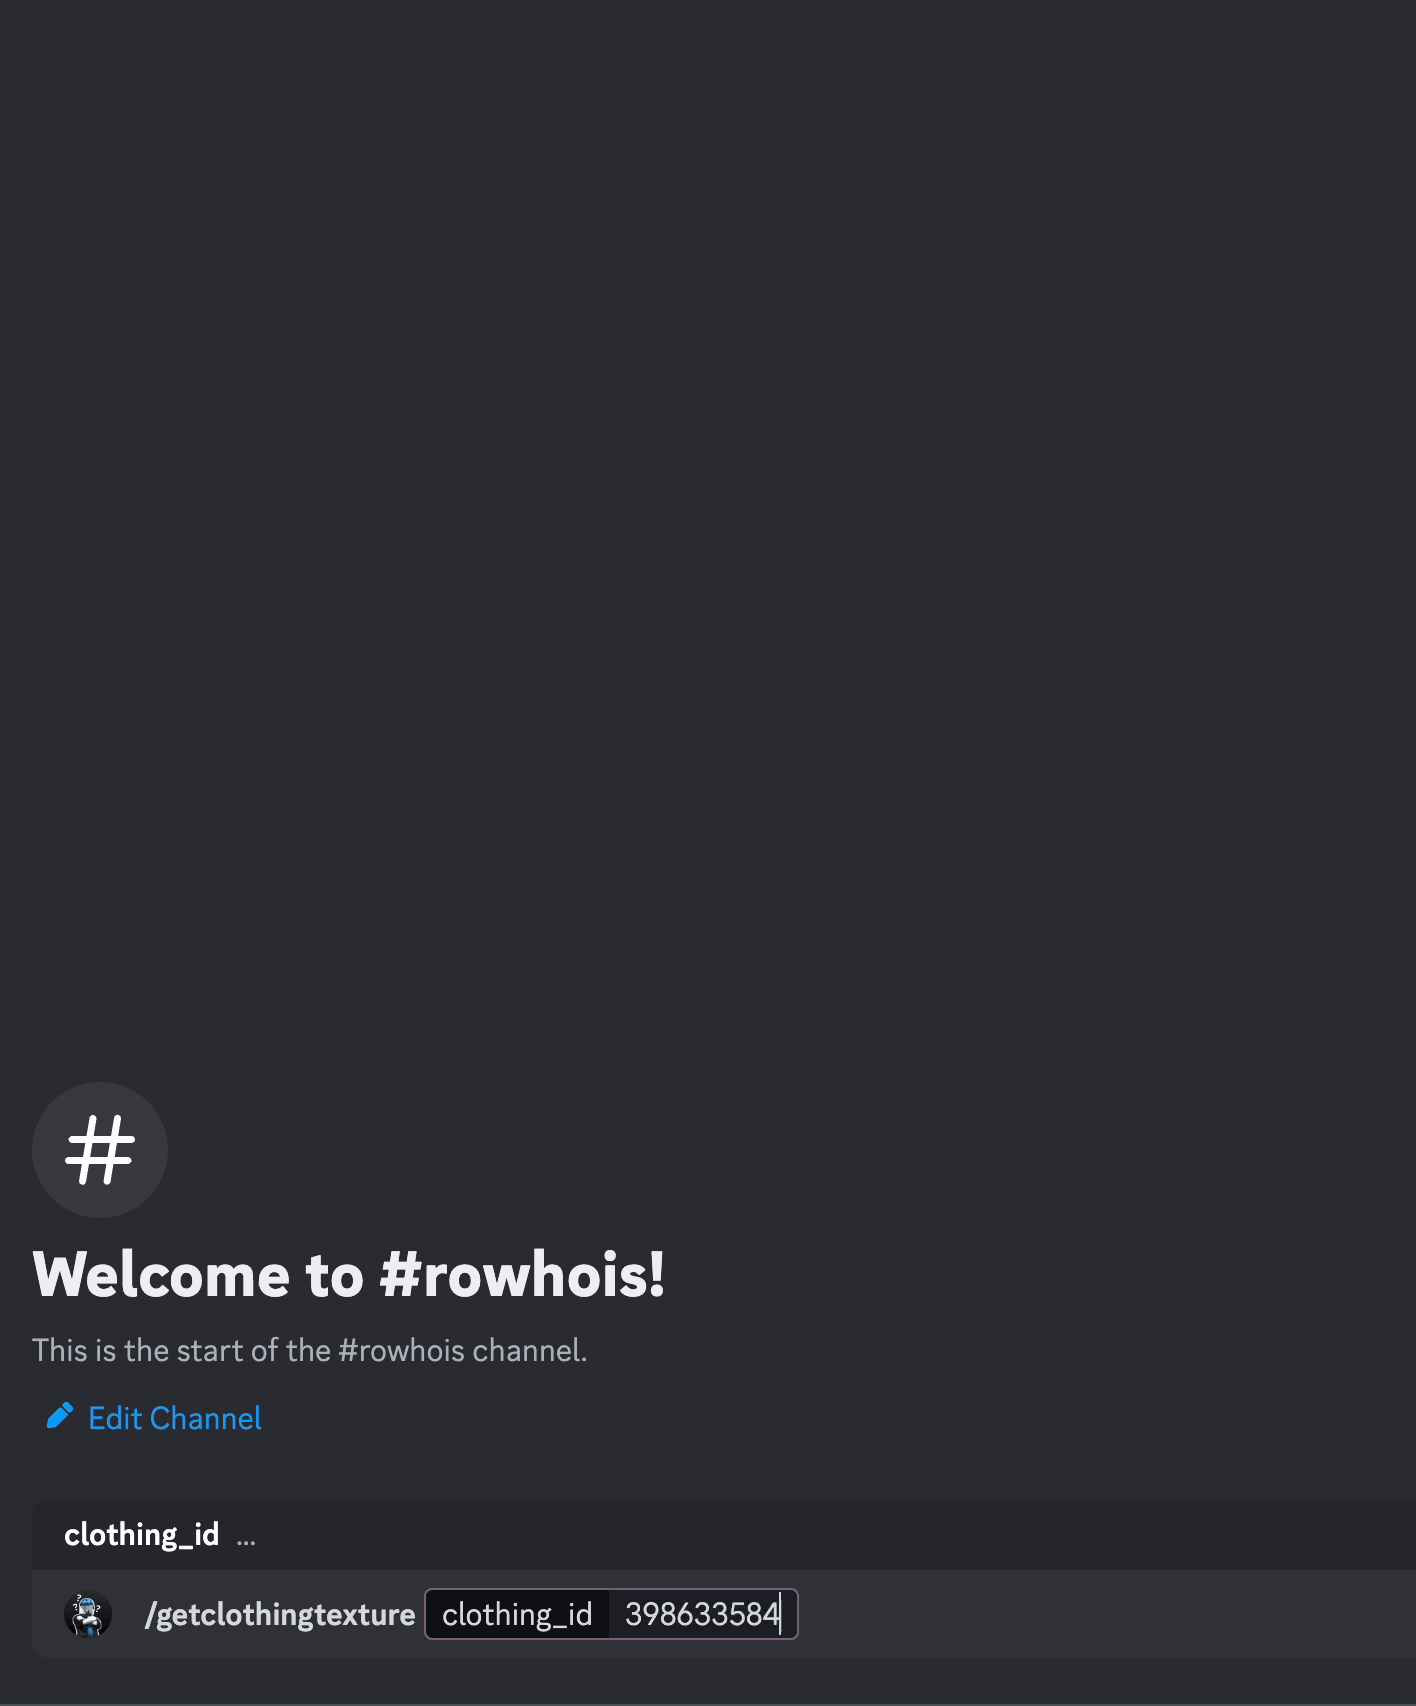 #
Welcome to #rowhois!
This is the start of the #rowhois channel.
Edit Channel
clothing_id ...
/getclothingtexture clothing_id 398633584